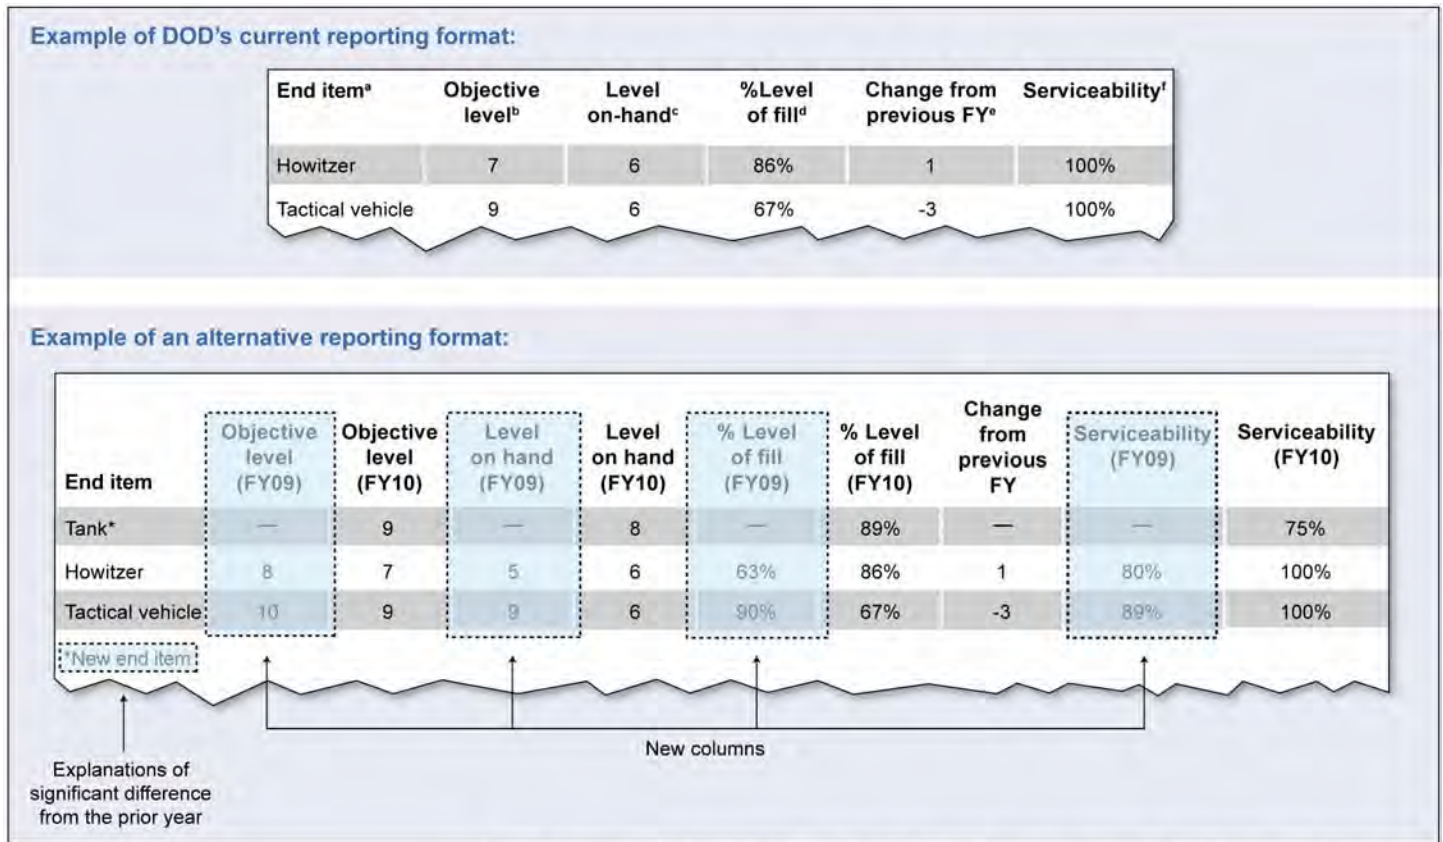 Example of DOD's current reporting format:
End itemᵃ Objective levelᵇ Level on-handᶜ %Level of fillᵈ Change from previous FYᵉ Serviceabilityᶠ
Howitzer 7 6 86% 1 100%
Tactical vehicle 9 6 67% -3 100%
Example of an alternative reporting format:
End item Objective level (FY09) Objective level (FY10) Level on hand (FY09) Level on hand (FY10) % Level of fill (FY09) % Level of fill (FY10) Change from previous FY Serviceability (FY09) Serviceability (FY10)
Tank* — 9 — 8 — 89% — — 75%
Howitzer 8 7 5 6 63% 86% 1 80% 100%
Tactical vehicle 10 9 9 6 90% 67% -3 89% 100%
*New end item
New columns
Explanations of
significant difference
from the prior year